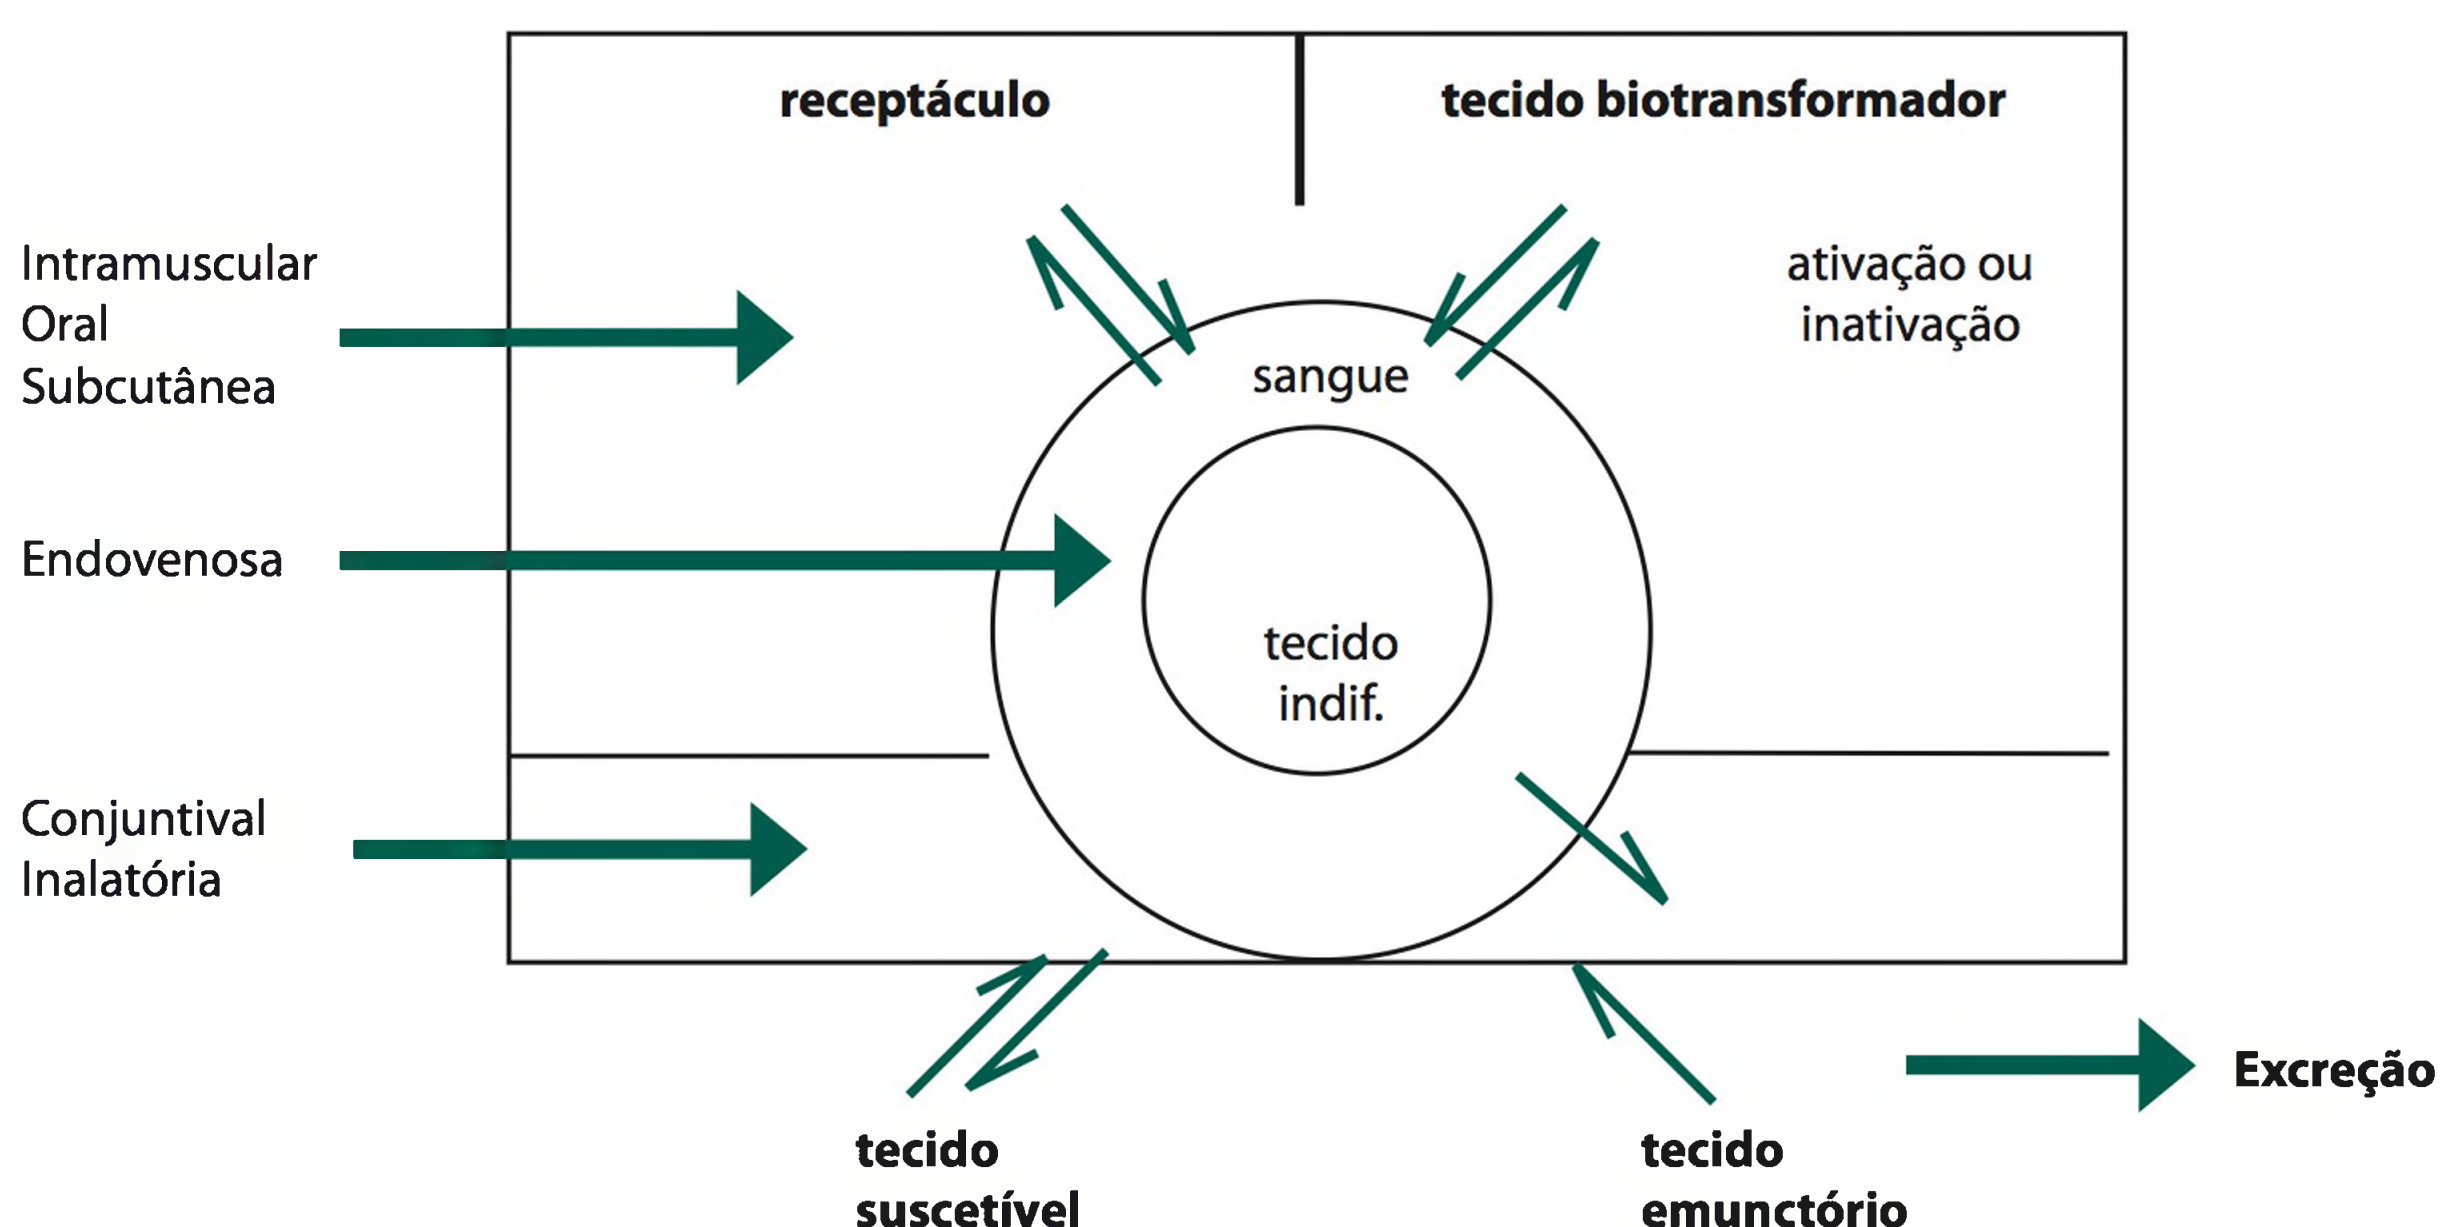 receptáculo
tecido biotransformador
Intramuscular
Oral
Subcutânea
ativação ou
inativação
sangue
Endovenosa
tecido
indif.
Conjuntival
Inalatória
Excreção
tecido
suscetível
tecido
emunctório